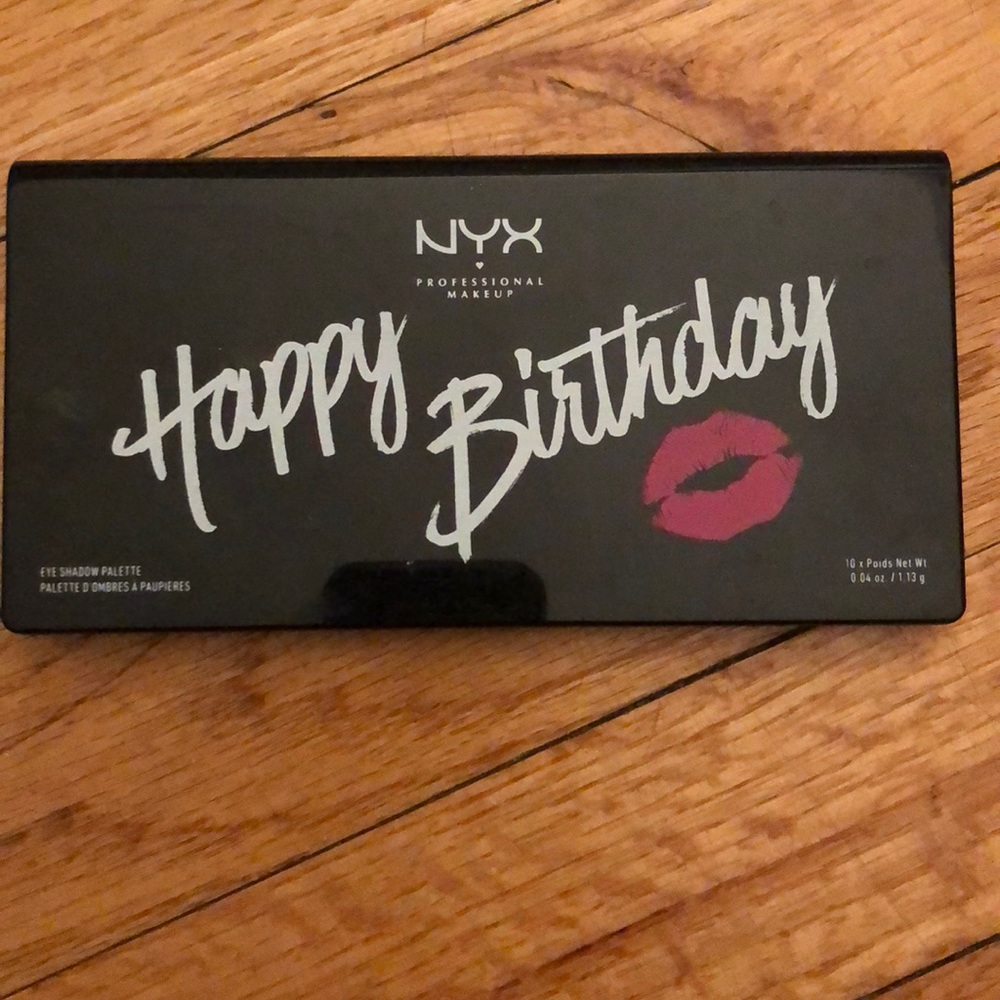 NYX
PROFESSIONAL
MAKEUP
Happy
Birthday
EYE SHADOW PALETTE
PALETTE D'OMBRES À PAUPIÈRES
10 x Poids Net Wt
0.04 oz / 1.13 g